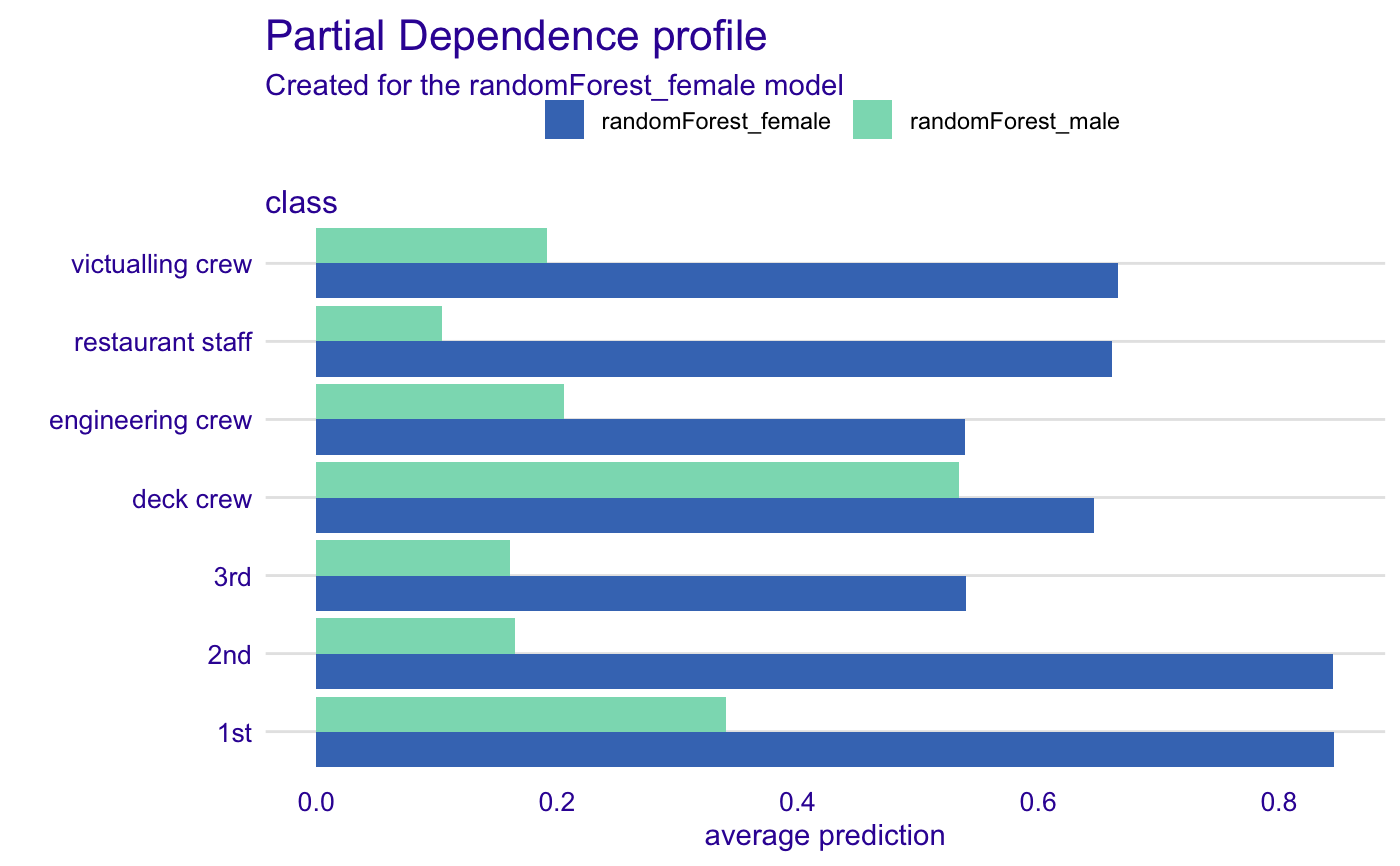 Partial Dependence profile
Created for the randomForest_female model
randomForest_female randomForest_male
class
victualling crew
restaurant staff
engineering crew
deck crew
3rd
2nd
1st
0.0 0.2 0.4 0.6 0.8
average prediction